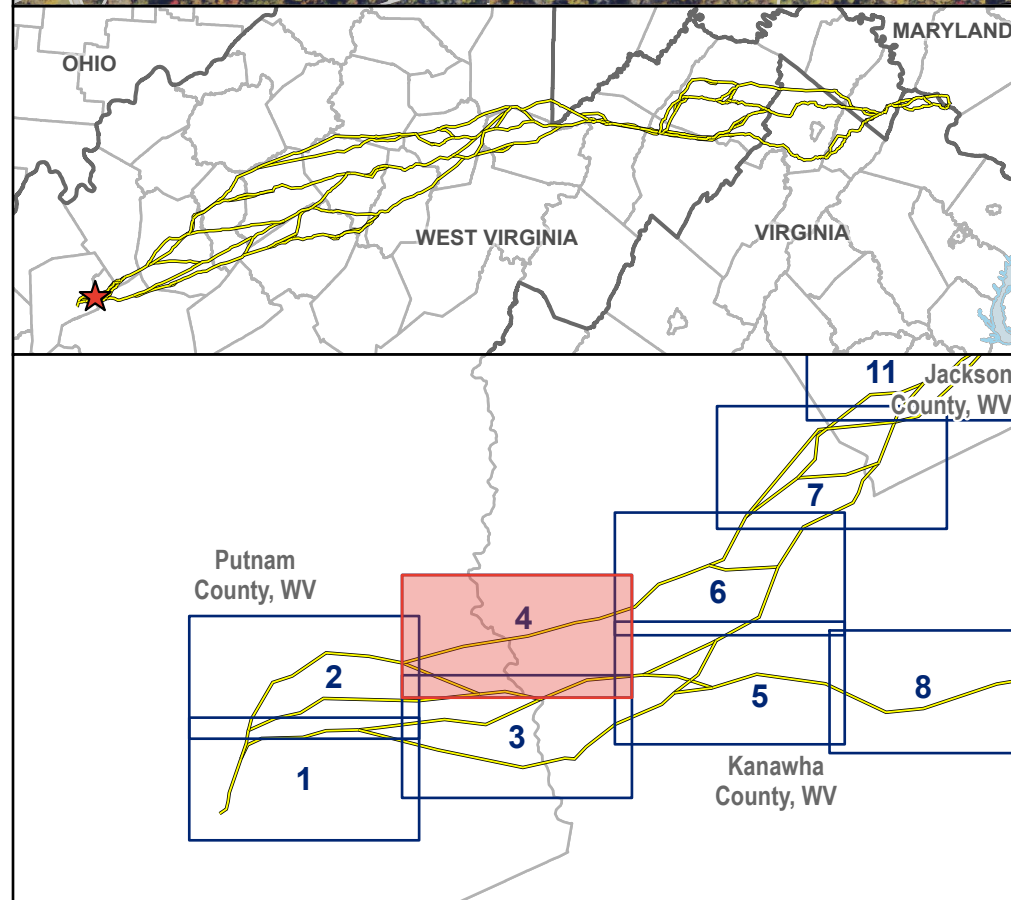 OHIO
MARYLAND
WEST VIRGINIA
VIRGINIA
11
Jackson
County, WV
7
Putnam
County, WV
6
4
2
8
5
3
1
Kanawha
County, WV